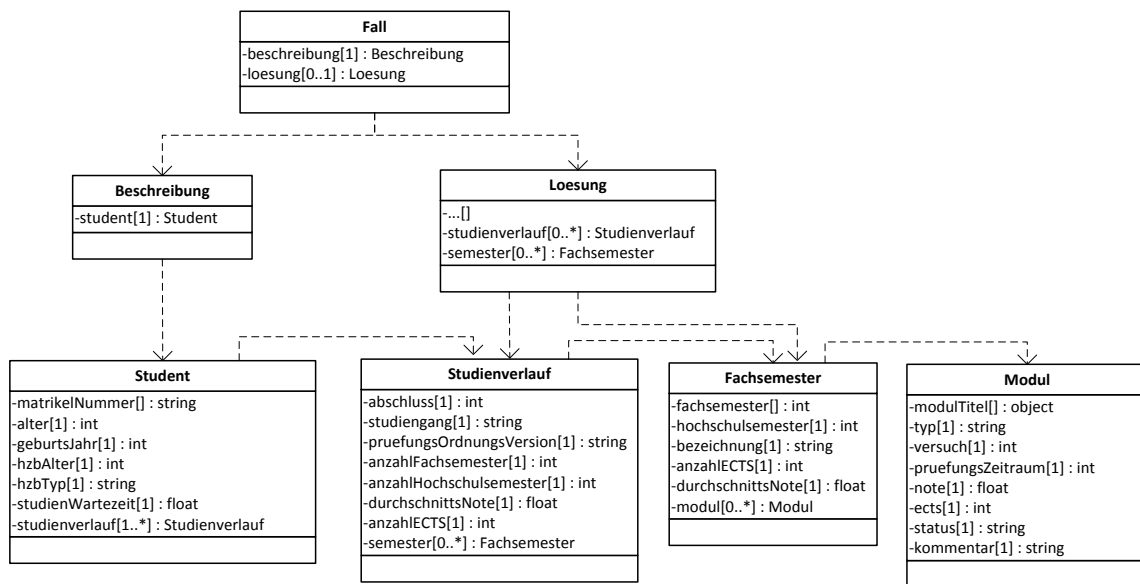 Fall
-beschreibung[1] : Beschreibung
-loesung[0..1] : Loesung
Beschreibung
-student[1] : Student
Loesung
-...[]
-studienverlauf[0..*] : Studienverlauf
-semester[0..*] : Fachsemester
Student
-matrikelNummer[] : string
-alter[1] : int
-geburtsJahr[1] : int
-hzbAlter[1] : int
-hzbTyp[1] : string
-studienWartezeit[1] : float
-studienverlauf[1..*] : Studienverlauf
Studienverlauf
-abschluss[1] : int
-studiengang[1] : string
-pruefungsOrdnungsVersion[1] : string
-anzahlFachsemester[1] : int
-anzahlHochschulsemester[1] : int
-durchschnittsNote[1] : float
-anzahlECTS[1] : int
-semester[0..*] : Fachsemester
Fachsemester
-fachsemester[] : int
-hochschulsemester[1] : int
-bezeichnung[1] : string
-anzahlECTS[1] : int
-durchschnittsNote[1] : float
-modul[0..*] : Modul
Modul
-modulTitel[] : object
-typ[1] : string
-versuch[1] : int
-pruefungsZeitraum[1] : int
-note[1] : float
-ects[1] : int
-status[1] : string
-kommentar[1] : string